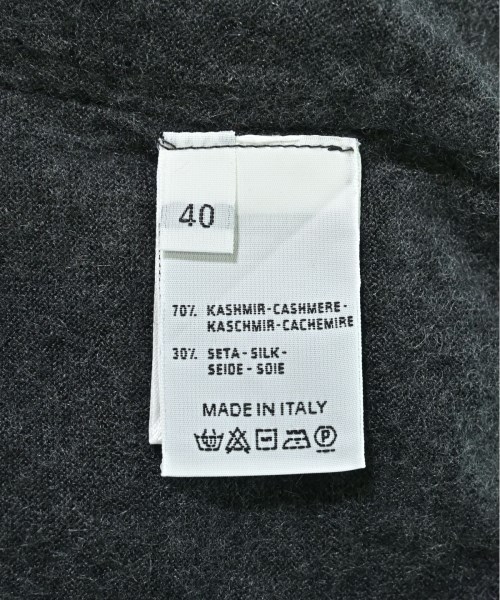 40
70% KASHMIR-CASHMERE-
KASCHMIR-CACHEMIRE
30% SETA-SILK-
SEIDE-SOIE
MADE IN ITALY
P